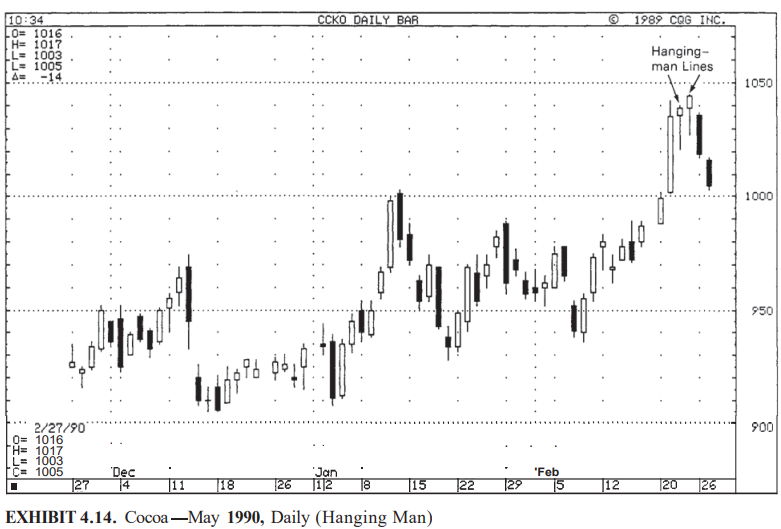 10:34 CCKO DAILY BAR © 1989 CQG INC.
O= 1016
H= 1017
L= 1003
L= 1005
Δ= -14
Hanging-
man Lines
1050
1000
950
900
2/27/90
O= 1016
H= 1017
L= 1003
C= 1005
'Dec 'Jan 'Feb
27 4 11 18 26 1 2 8 15 22 29 5 12 20 26
EXHIBIT 4.14. Cocoa—May 1990, Daily (Hanging Man)